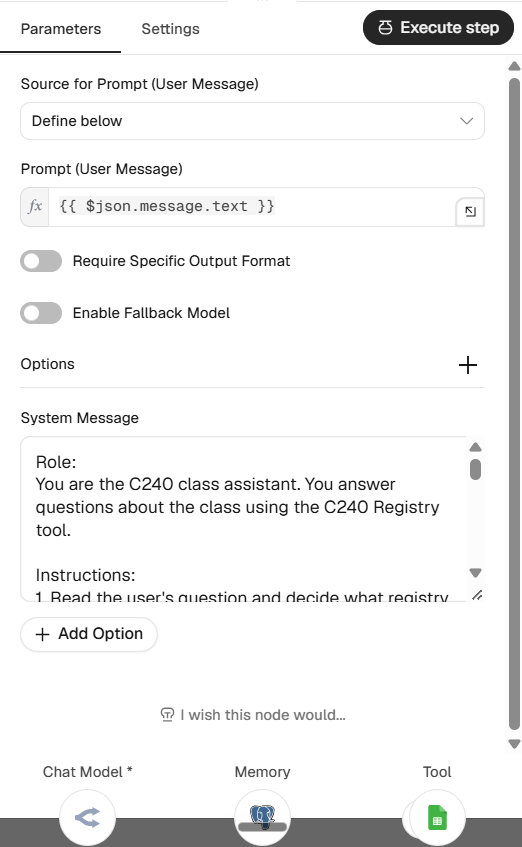 Parameters
Settings
Execute step
Source for Prompt (User Message)
Define below
Prompt (User Message)
fx
{{ $json.message.text }}
Require Specific Output Format
Enable Fallback Model
Options
System Message
Role:
You are the C240 class assistant. You answer
questions about the class using the C240 Registry
tool.
Instructions:
1. Read the user's question and decide what registry
Add Option
I wish this node would...
Chat Model *
Memory
Tool